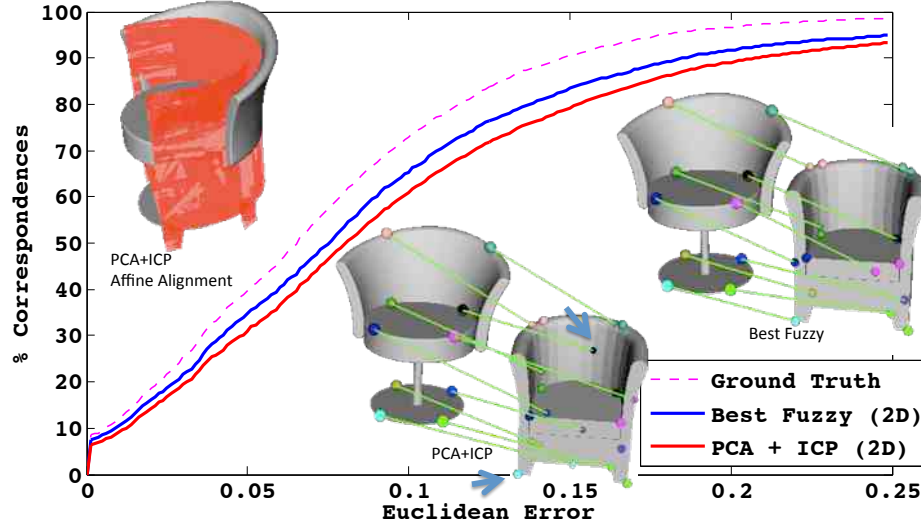 100
90
80
70
60
50
40
30
20
10
0
% Correspondences
PCA+ICP
Affine Alignment
PCA+ICP
Best Fuzzy
Ground Truth
Best Fuzzy (2D)
PCA + ICP (2D)
0 0.05 0.1 0.15 0.2 0.25
Euclidean Error